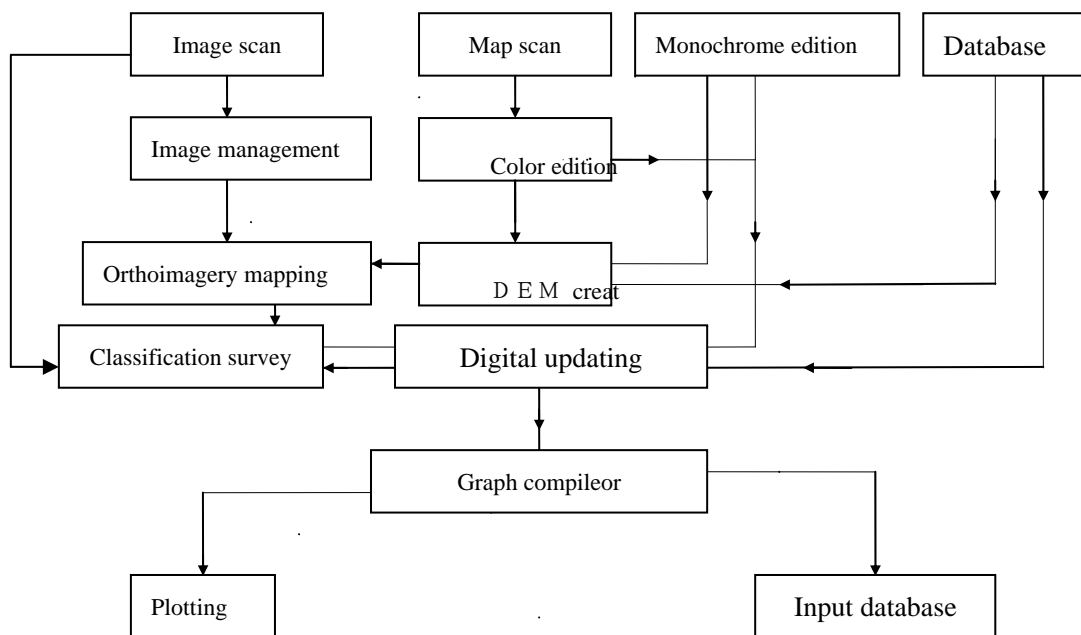 Image scan
Map scan
Monochrome edition
Database
Image management
Color edition
Orthoimagery mapping
ＤＥＭ creat
Classification survey
Digital updating
Graph compileor
Plotting
Input database